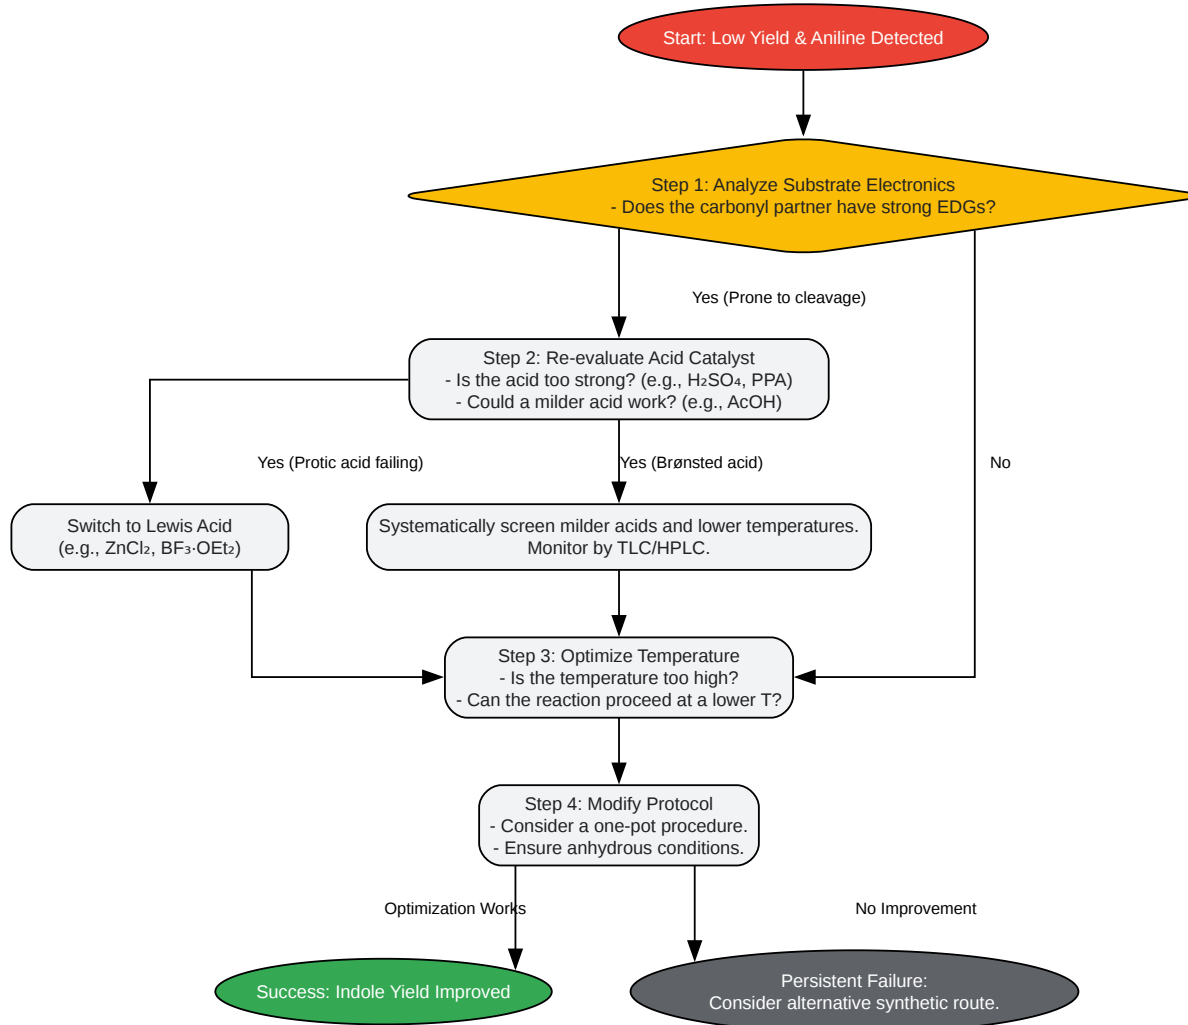 Start: Low Yield & Aniline Detected
Step 1: Analyze Substrate Electronics
- Does the carbonyl partner have strong EDGs?
Yes (Prone to cleavage)
Step 2: Re-evaluate Acid Catalyst
- Is the acid too strong? (e.g., H₂SO₄, PPA)
- Could a milder acid work? (e.g., AcOH)
Yes (Protic acid failing)
Yes (Brønsted acid)
No
Switch to Lewis Acid
(e.g., ZnCl₂, BF₃·OEt₂)
Systematically screen milder acids and lower temperatures.
Monitor by TLC/HPLC.
Step 3: Optimize Temperature
- Is the temperature too high?
- Can the reaction proceed at a lower T?
Step 4: Modify Protocol
- Consider a one-pot procedure.
- Ensure anhydrous conditions.
Optimization Works
No Improvement
Success: Indole Yield Improved
Persistent Failure:
Consider alternative synthetic route.